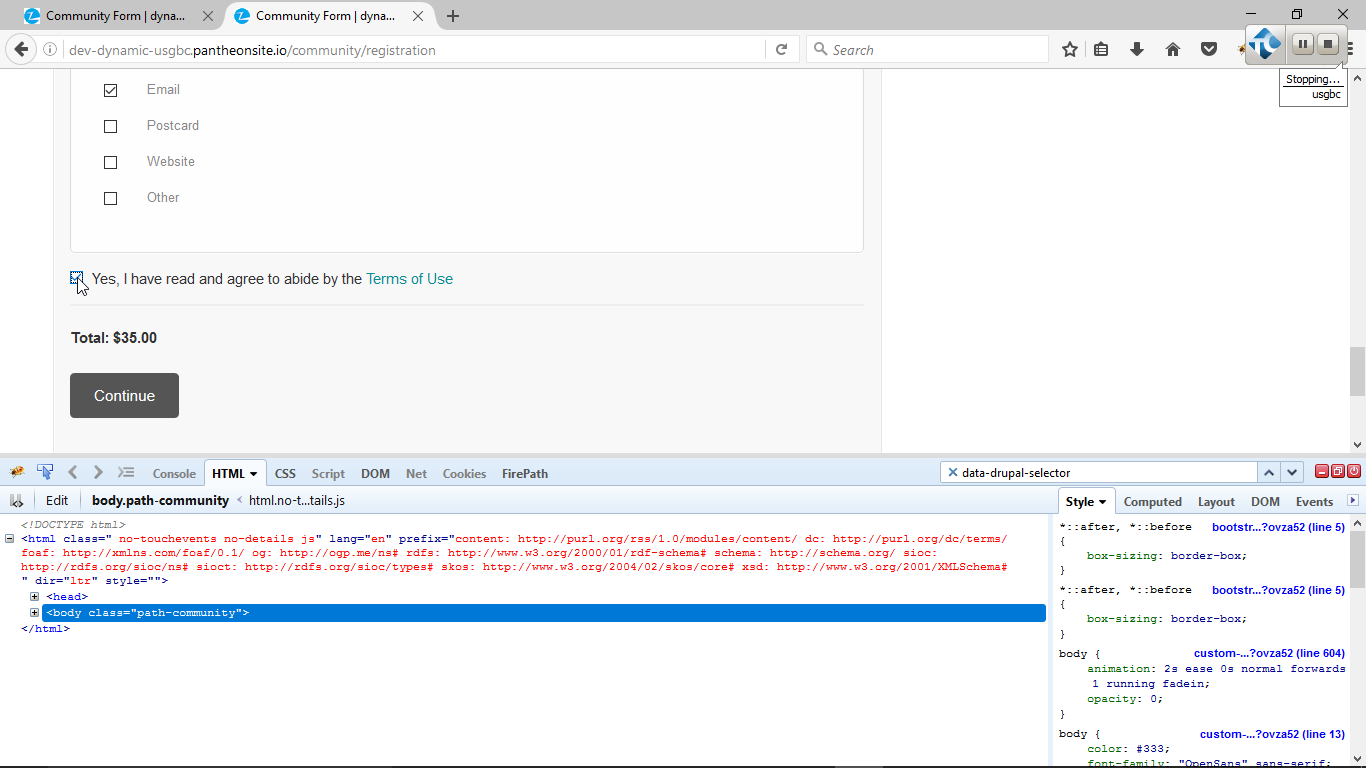 Community Form | dyna...
Community Form | dyna...
dev-dynamic-usgbc.pantheonsite.io/community/registration
Search
Stopping...
usgbc
Email
Postcard
Website
Other
Yes, I have read and agree to abide by the Terms of Use
Total: $35.00
Continue
Console HTML CSS Script DOM Net Cookies FirePath
data-drupal-selector
Edit body.path-community < html.no-t...tails.js
Style Computed Layout DOM Events
<!DOCTYPE html>
<html class=" no-touchevents no-details js" lang="en" prefix="content: http://purl.org/rss/1.0/modules/content/ dc: http://purl.org/dc/terms/
foaf: http://xmlns.com/foaf/0.1/ og: http://ogp.me/ns# rdfs: http://www.w3.org/2000/01/rdf-schema# schema: http://schema.org/ sioc:
http://rdfs.org/sioc/ns# sioct: http://rdfs.org/sioc/types# skos: http://www.w3.org/2004/02/skos/core# xsd: http://www.w3.org/2001/XMLSchema#
" dir="ltr" style="">
<head>
<body class="path-community">
</html>
*::after, *::before bootstr...?ovza52 (line 5)
{
box-sizing: border-box;
}
*::after, *::before bootstr...?ovza52 (line 5)
{
box-sizing: border-box;
}
body { custom-...?ovza52 (line 604)
animation: 2s ease 0s normal forwards
1 running fadein;
opacity: 0;
}
body { custom-...?ovza52 (line 13)
color: #333;
font-family: "OpenSans",sans-serif;